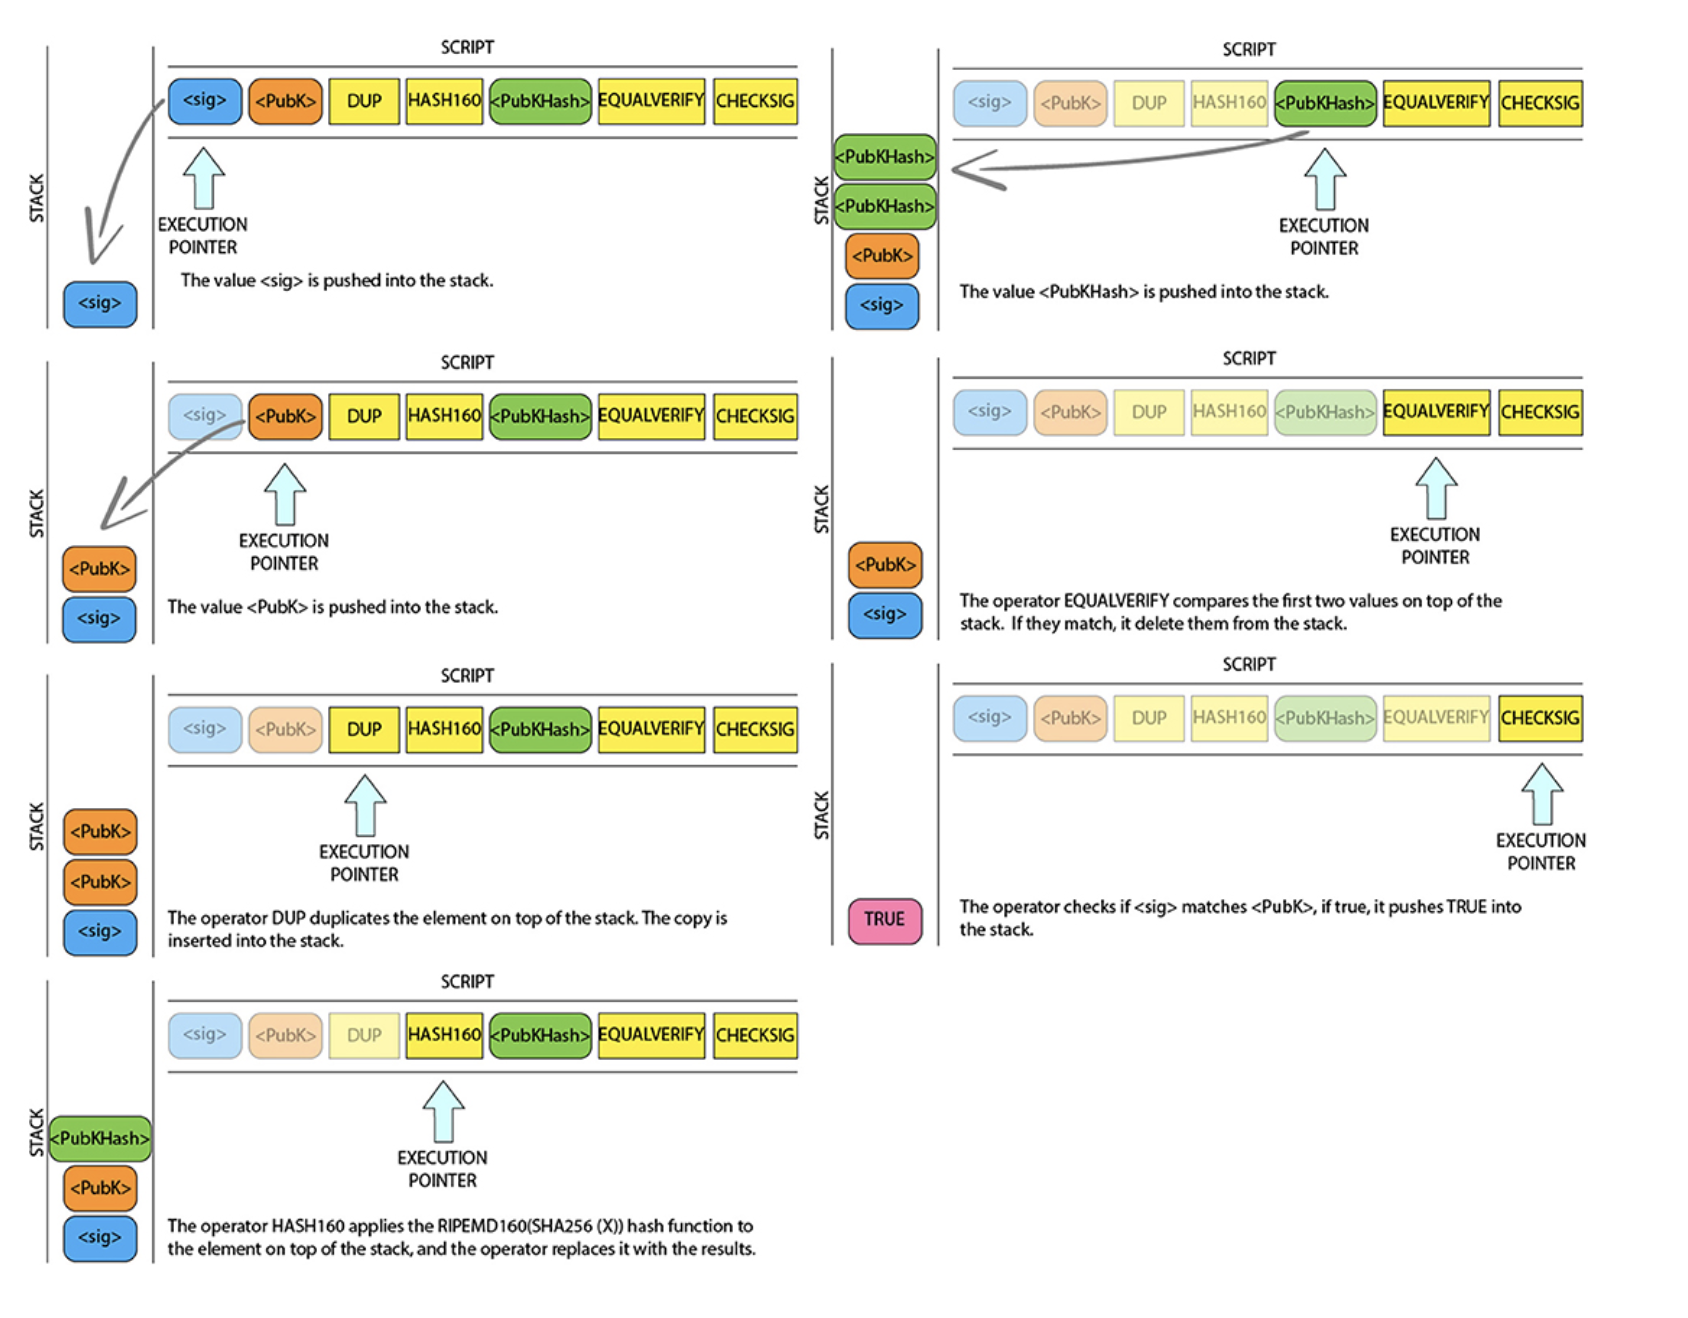 SCRIPT
<sig> <PubK> DUP HASH160 <PubKHash> EQUALVERIFY CHECKSIG
STACK
EXECUTION
POINTER
The value <sig> is pushed into the stack.
<sig>
SCRIPT
<sig> <PubK> DUP HASH160 <PubKHash> EQUALVERIFY CHECKSIG
STACK
EXECUTION
POINTER
<PubK>
<sig>
The value <PubK> is pushed into the stack.
SCRIPT
<sig> <PubK> DUP HASH160 <PubKHash> EQUALVERIFY CHECKSIG
STACK
<PubK>
<PubK>
<sig>
EXECUTION
POINTER
The operator DUP duplicates the element on top of the stack. The copy is
inserted into the stack.
SCRIPT
<sig> <PubK> DUP HASH160 <PubKHash> EQUALVERIFY CHECKSIG
STACK
<PubKHash>
<PubK>
<sig>
EXECUTION
POINTER
The operator HASH160 applies the RIPEMD160(SHA256 (X)) hash function to
the element on top of the stack, and the operator replaces it with the results.
SCRIPT
<sig> <PubK> DUP HASH160 <PubKHash> EQUALVERIFY CHECKSIG
STACK
<PubKHash>
<PubKHash>
<PubK>
<sig>
EXECUTION
POINTER
The value <PubKHash> is pushed into the stack.
SCRIPT
<sig> <PubK> DUP HASH160 <PubKHash> EQUALVERIFY CHECKSIG
STACK
<PubK>
<sig>
EXECUTION
POINTER
The operator EQUALVERIFY compares the first two values on top of the
stack. If they match, it delete them from the stack.
SCRIPT
<sig> <PubK> DUP HASH160 <PubKHash> EQUALVERIFY CHECKSIG
STACK
EXECUTION
POINTER
TRUE
The operator checks if <sig> matches <PubK>, if true, it pushes TRUE into
the stack.